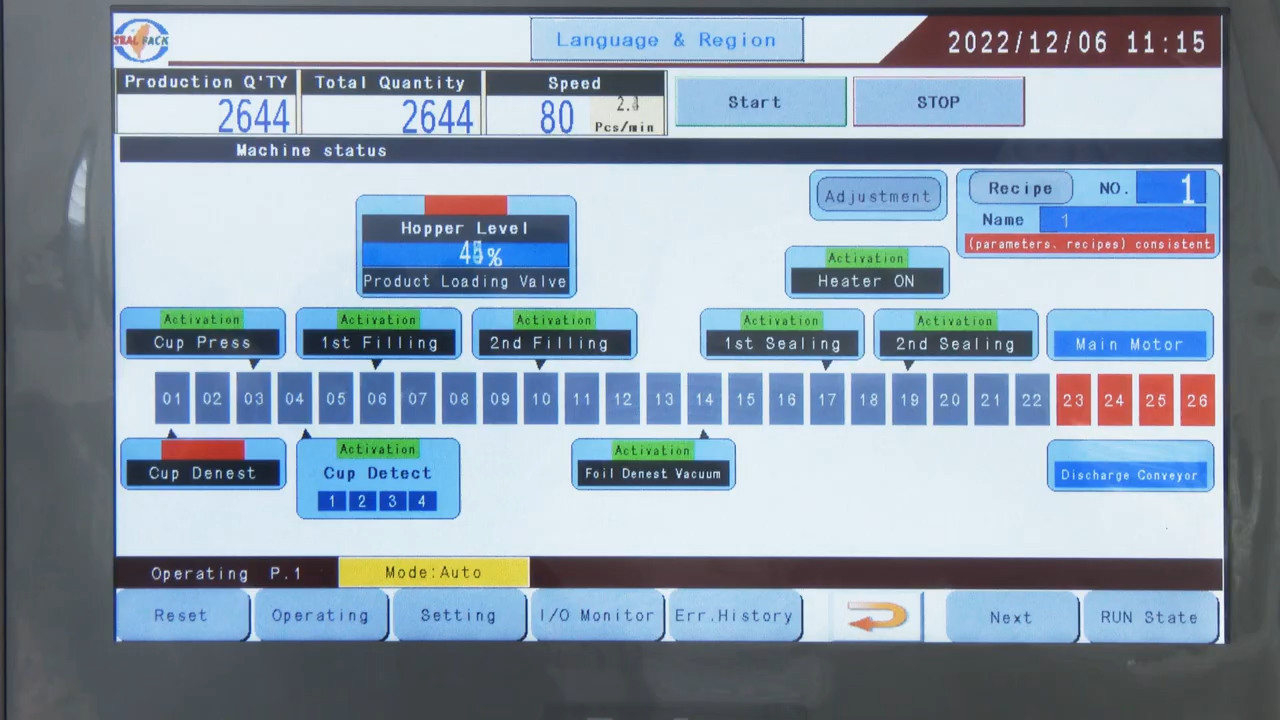 SEAL PACK
Language & Region
2022/12/06 11:15
Production Q'TY
Total Quantity
Speed
2644
2644
80
Pcs/min
Start
STOP
Machine status
Adjustment
Recipe
NO.
1
Name
1
(parameters、recipes) consistent
Hopper Level
%
Product Loading Valve
Activation
Heater ON
Activation
Cup Press
Activation
1st Filling
Activation
2nd Filling
Activation
1st Sealing
Activation
2nd Sealing
Main Motor
01 02 03 04 05 06 07 08 09 10 11 12 13 14 15 16 17 18 19 20 21 22 23 24 25 26
Cup Denest
Activation
Cup Detect
1 2 3 4
Activation
Foil Denest Vacuum
Discharge Conveyor
Operating P.1
Mode:Auto
Reset
Operating
Setting
I/O Monitor
Err.History
Next
RUN State